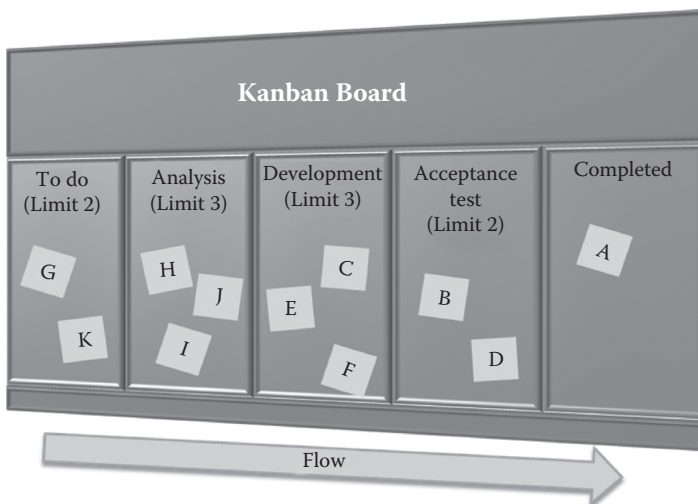 Kanban Board
To do
(Limit 2)
G
K
Analysis
(Limit 3)
H
J
I
Development
(Limit 3)
C
E
F
Acceptance
test
(Limit 2)
B
D
Completed
A
Flow